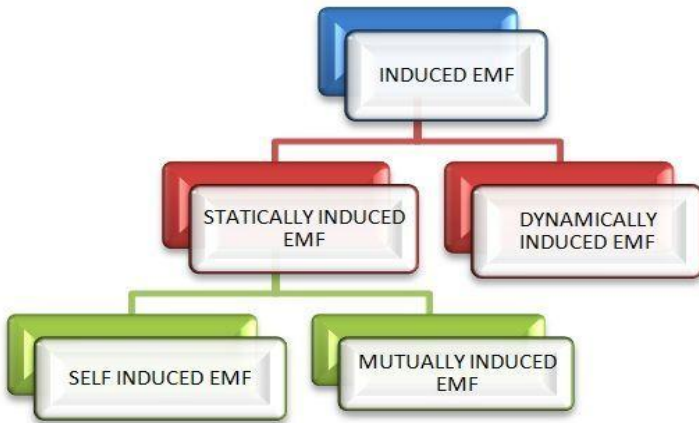 INDUCED EMF
STATICALLY INDUCED
EMF
DYNAMICALLY
INDUCED EMF
SELF INDUCED EMF
MUTUALLY INDUCED
EMF